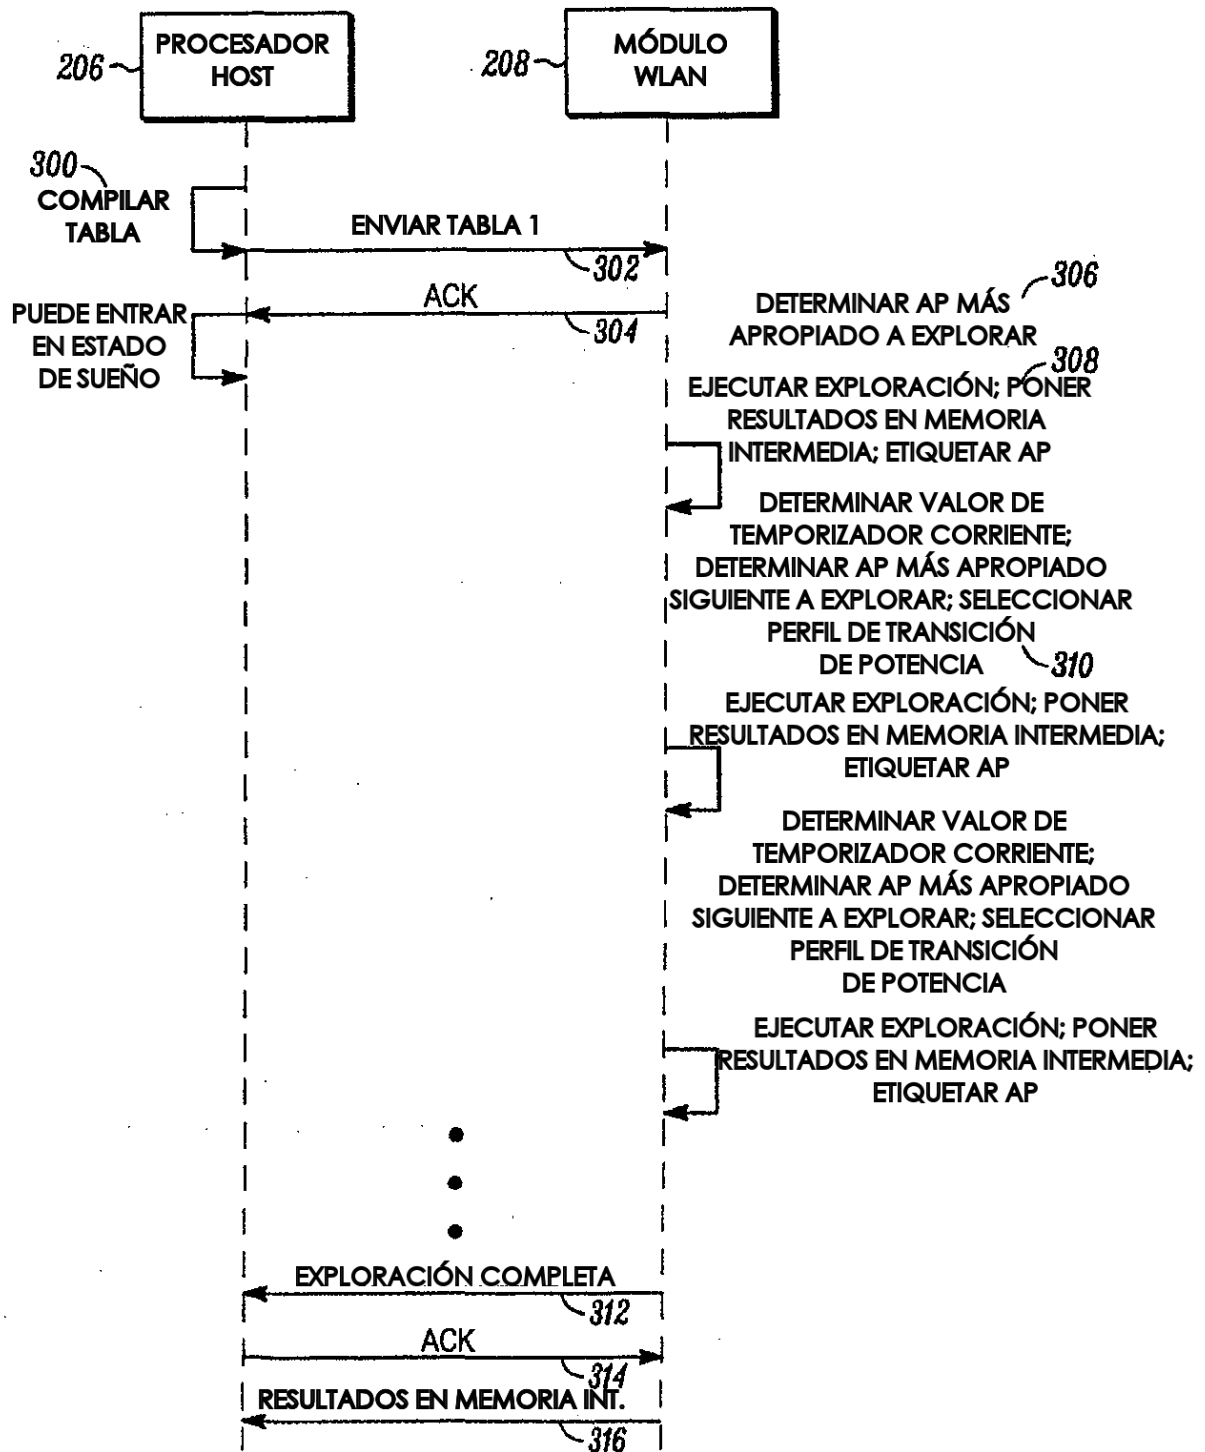 PROCESADOR
HOST
206
MÓDULO
WLAN
208
300
COMPILAR
TABLA
ENVIAR TABLA 1
302
ACK
304
PUEDE ENTRAR
EN ESTADO
DE SUEÑO
306
DETERMINAR AP MÁS
APROPIADO A EXPLORAR
308
EJECUTAR EXPLORACIÓN; PONER
RESULTADOS EN MEMORIA
INTERMEDIA; ETIQUETAR AP
DETERMINAR VALOR DE
TEMPORIZADOR CORRIENTE;
DETERMINAR AP MÁS APROPIADO
SIGUIENTE A EXPLORAR; SELECCIONAR
PERFIL DE TRANSICIÓN
DE POTENCIA
310
EJECUTAR EXPLORACIÓN; PONER
RESULTADOS EN MEMORIA INTERMEDIA;
ETIQUETAR AP
DETERMINAR VALOR DE
TEMPORIZADOR CORRIENTE;
DETERMINAR AP MÁS APROPIADO
SIGUIENTE A EXPLORAR; SELECCIONAR
PERFIL DE TRANSICIÓN
DE POTENCIA
EJECUTAR EXPLORACIÓN; PONER
RESULTADOS EN MEMORIA INTERMEDIA;
ETIQUETAR AP
EXPLORACIÓN COMPLETA
312
ACK
314
RESULTADOS EN MEMORIA INT.
316